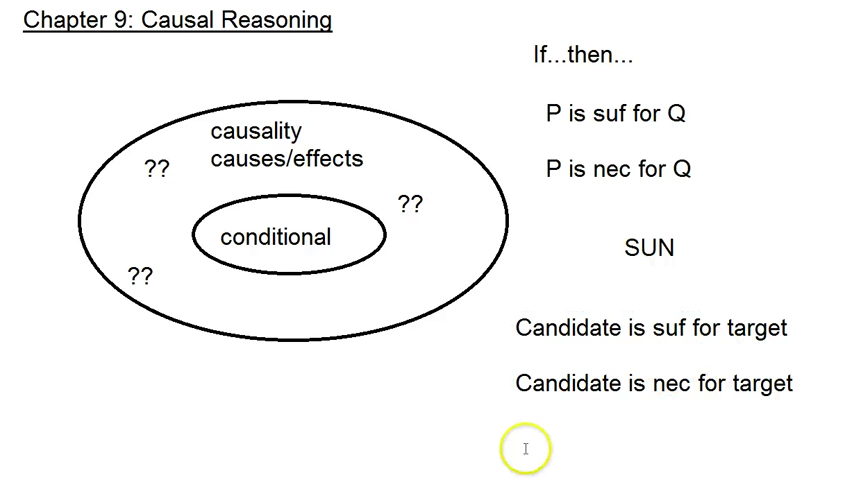 Chapter 9: Causal Reasoning
If...then...
causality
causes/effects
??
??
conditional
??
P is suf for Q
P is nec for Q
SUN
Candidate is suf for target
Candidate is nec for target